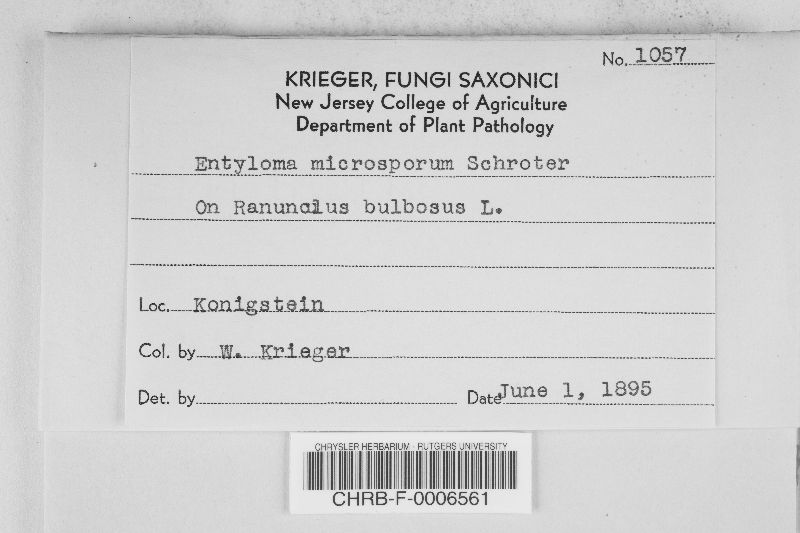 No. 1057
KRIEGER, FUNGI SAXONICI
New Jersey College of Agriculture
Department of Plant Pathology
Entyloma microsporum Schroter
On Ranunclus bulbosus L.
Loc. Konigstein
Col. by W. Krieger
Det. by
Date June 1, 1895
CHRYSLER HERBARIUM - RUTGERS UNIVERSITY
CHRB-F-0006561